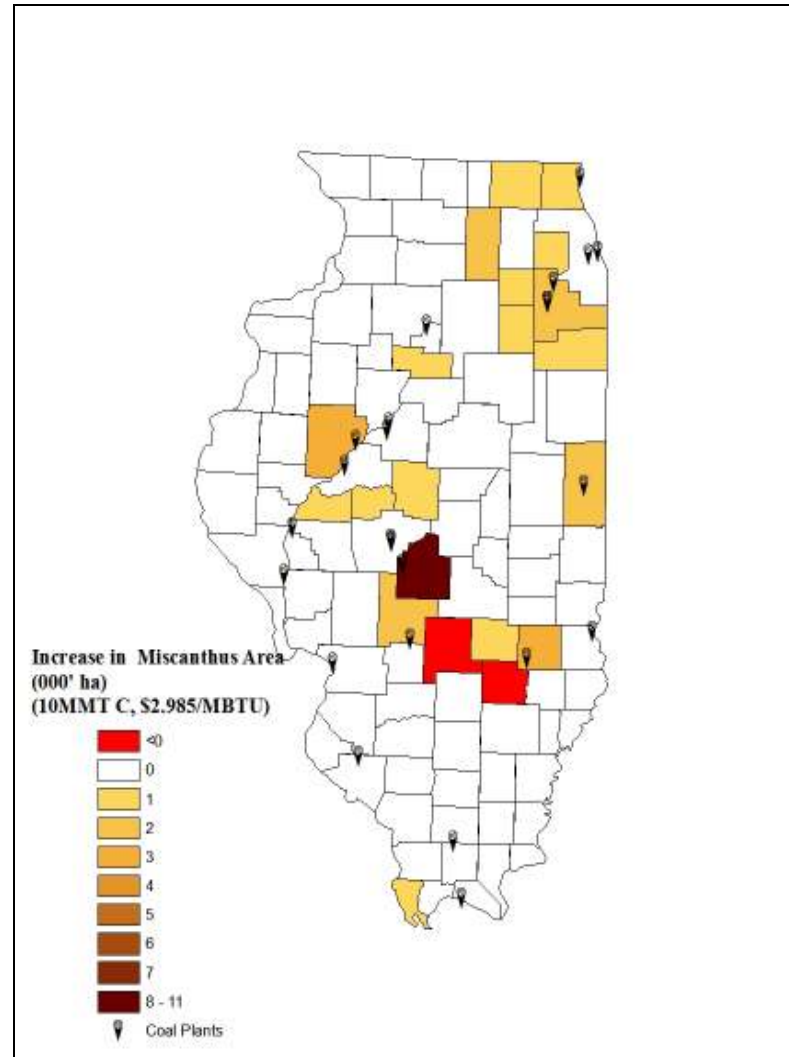 Increase in Miscanthus Area
(000' ha)
(10MMT C, $2.985/MBTU)
<0
0
1
2
3
4
5
6
7
8 - 11
Coal Plants